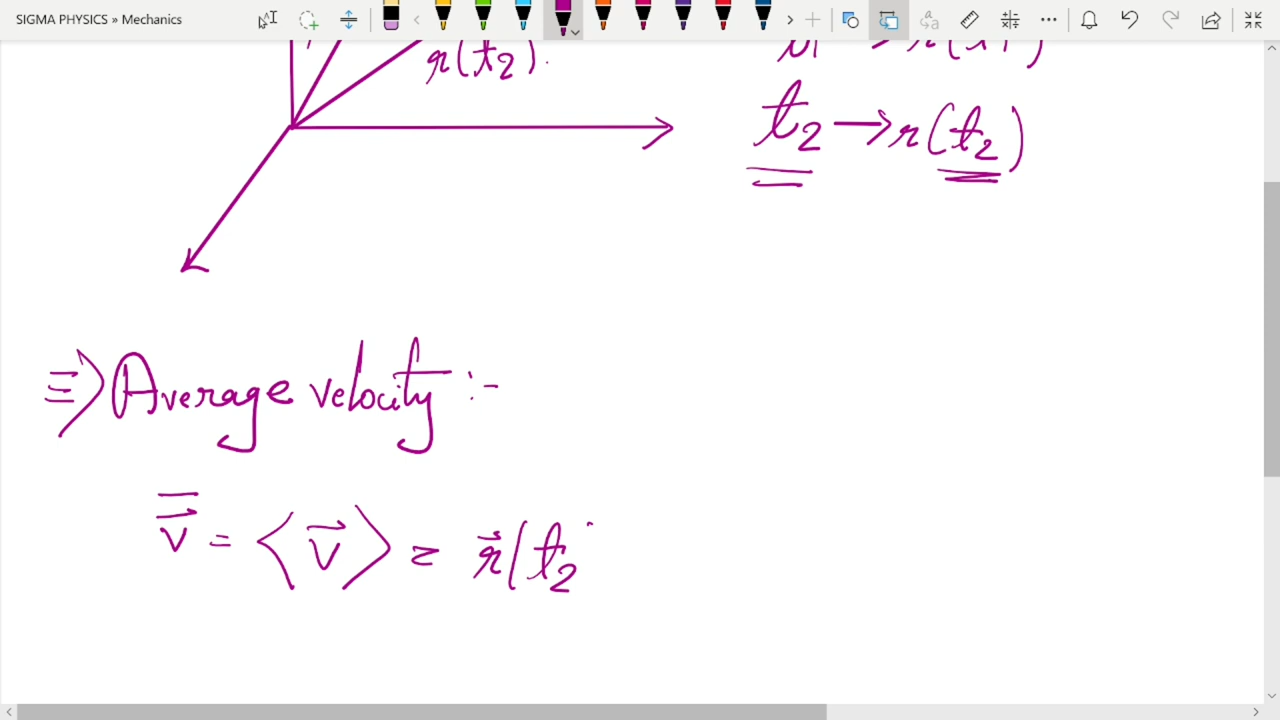 SIGMA PHYSICS » Mechanics
r(t₂).
t₂ → r(t₂)
⇒ Average velocity :-
v̅⃗ = ⟨v⃗⟩ = r⃗(t₂